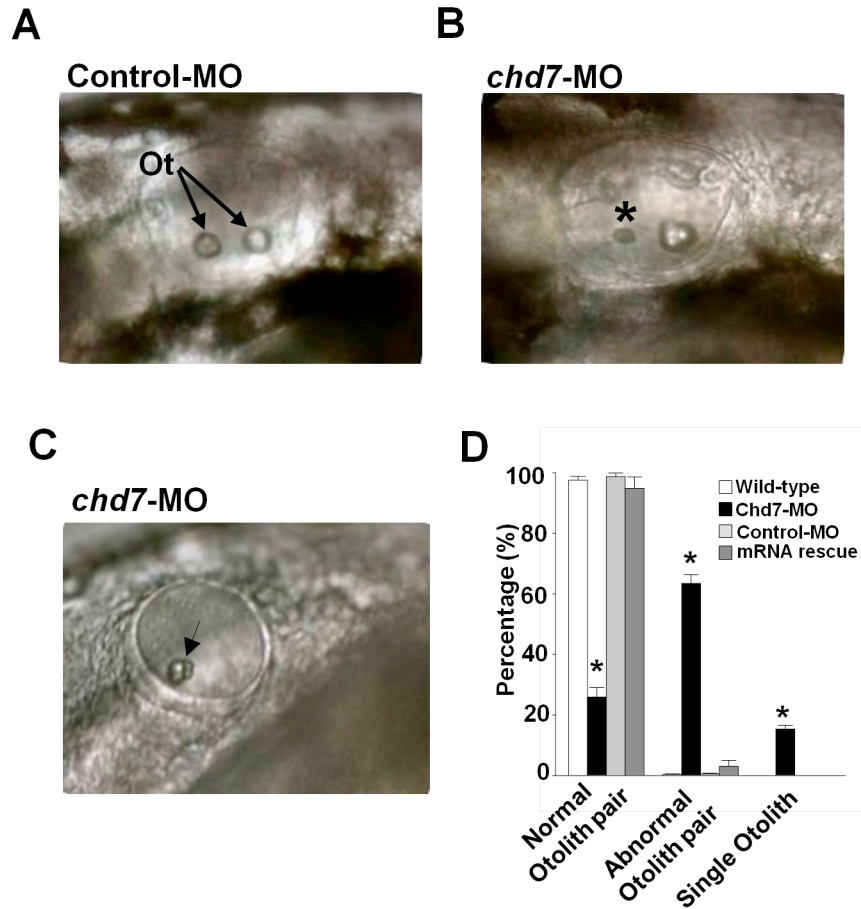 A
Control-MO
Ot
B
chd7-MO
*
C
chd7-MO
D
Percentage (%)
100
80
60
40
20
0
*
*
*
Wild-type
Chd7-MO
Control-MO
mRNA rescue
Normal
Otolith pair
Abnormal
Otolith pair
Single Otolith